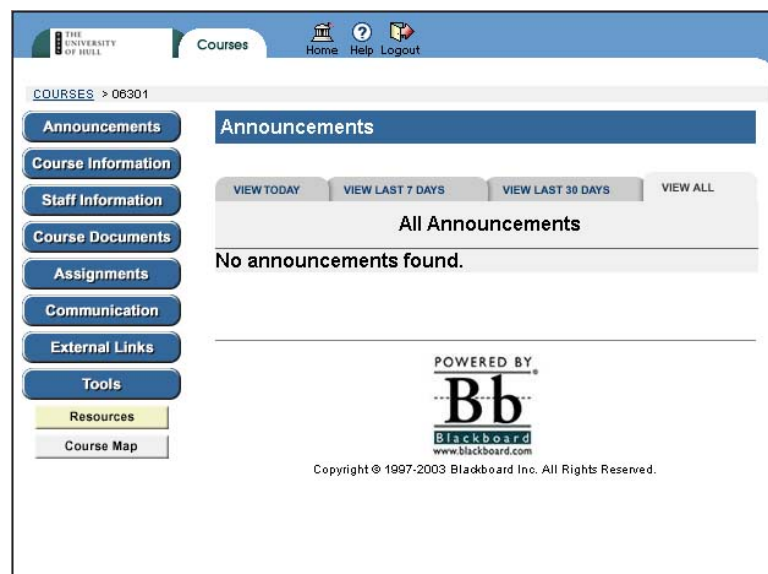 THE
UNIVERSITY
OF HULL
Courses
Home Help Logout
COURSES > 06301
Announcements
Course Information
Staff Information
Course Documents
Assignments
Communication
External Links
Tools
Resources
Course Map
Announcements
VIEW TODAY VIEW LAST 7 DAYS VIEW LAST 30 DAYS VIEW ALL
All Announcements
No announcements found.
POWERED BY
Bb
Blackboard
www.blackboard.com
Copyright © 1997-2003 Blackboard Inc. All Rights Reserved.